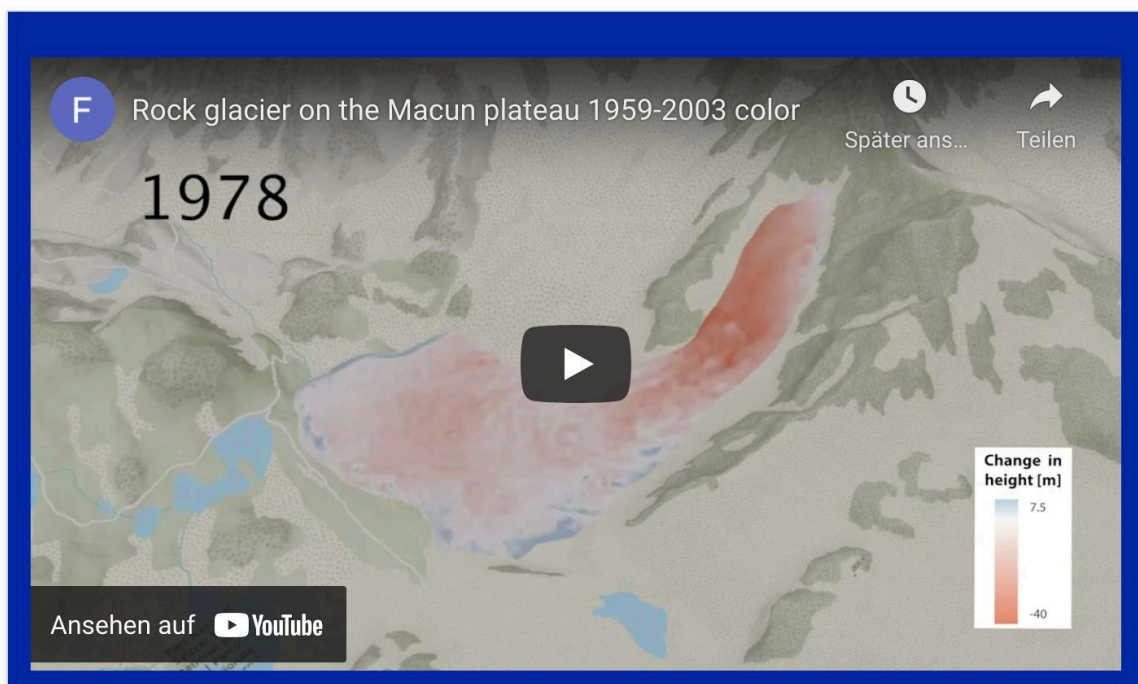 F
Rock glacier on the Macun plateau 1959-2003 color
Später ans...
Teilen
1978
Change in
height [m]
7.5
-40
Ansehen auf YouTube